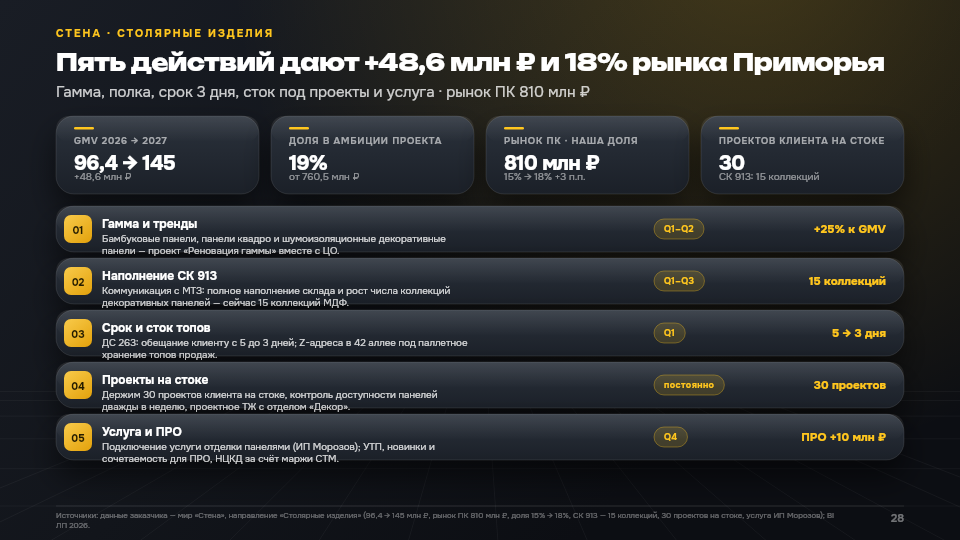 СТЕНА · СТОЛЯРНЫЕ ИЗДЕЛИЯ
Пять действий дают +48,6 млн ₽ и 18% рынка Приморья
Гамма, полка, срок 3 дня, сток под проекты и услуга · рынок ПК 810 млн ₽
GMV 2026 → 2027
96,4 → 145
+48,6 млн ₽
ДОЛЯ В АМБИЦИИ ПРОЕКТА
19%
от 760,5 млн ₽
РЫНОК ПК · НАША ДОЛЯ
810 млн ₽
15% → 18% +3 п.п.
ПРОЕКТОВ КЛИЕНТА НА СТОКЕ
30
СК 913: 15 коллекций
01
Гамма и тренды
Бамбуковые панели, панели квадро и шумоизоляционные декоративные
панели — проект «Реновация гаммы» вместе с ЦО.
Q1–Q2
+25% к GMV
02
Наполнение СК 913
Коммуникация с МТЗ: полное наполнение склада и рост числа коллекций
декоративных панелей — сейчас 15 коллекций МДФ.
Q1–Q3
15 коллекций
03
Срок и сток топов
ДС 263: обещание клиенту с 5 до 3 дней; Z-адреса в 42 аллее под паллетное
хранение топов продаж.
Q1
5 → 3 дня
04
Проекты на стоке
Держим 30 проектов клиента на стоке, контроль доступности панелей
дважды в неделю, проектное ТЖ с отделом «Декор».
постоянно
30 проектов
05
Услуга и ПРО
Подключение услуги отделки панелями (ИП Морозов); УТП, новинки и
сочетаемость для ПРО, НЦКД за счёт маржи СТМ.
Q4
ПРО +10 млн ₽
Источники: данные заказчика — мир «Стена», направление «Столярные изделия» (96,4 → 145 млн ₽, рынок ПК 810 млн ₽, доля 15% → 18%, СК 913 — 15 коллекций, 30 проектов на стоке, услуга ИП Морозов); BI
ЛП 2026.
28